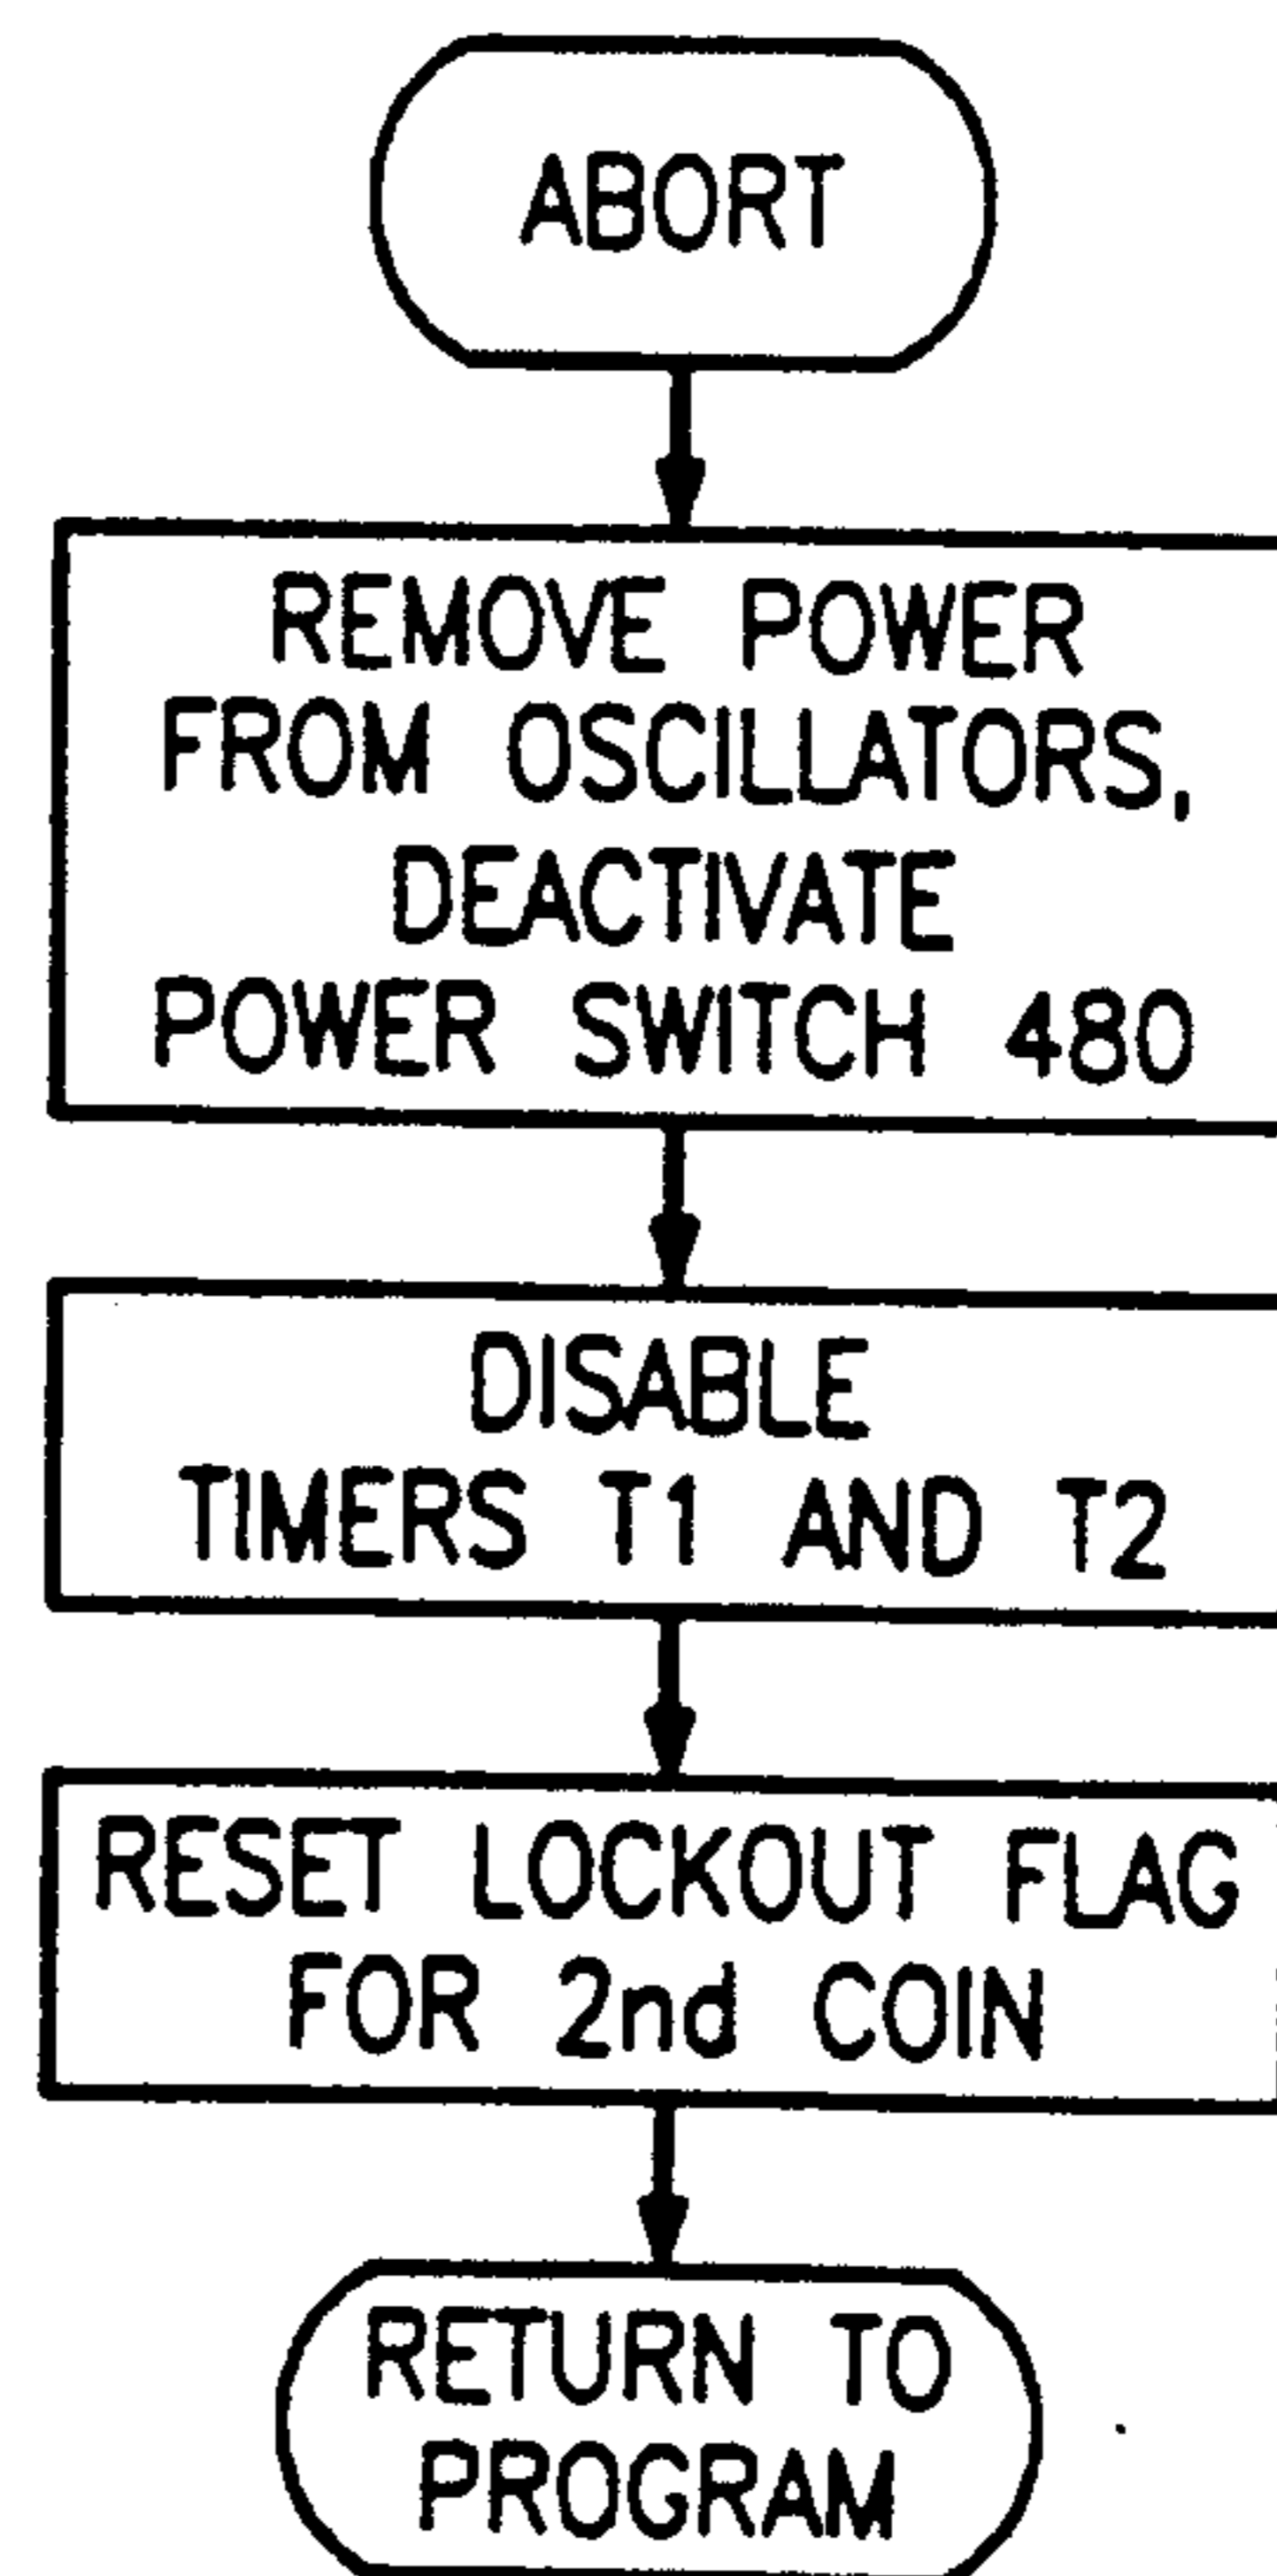 ABORT
REMOVE POWER
FROM OSCILLATORS,
DEACTIVATE
POWER SWITCH 480
DISABLE
TIMERS T1 AND T2
RESET LOCKOUT FLAG
FOR 2nd COIN
RETURN TO
PROGRAM